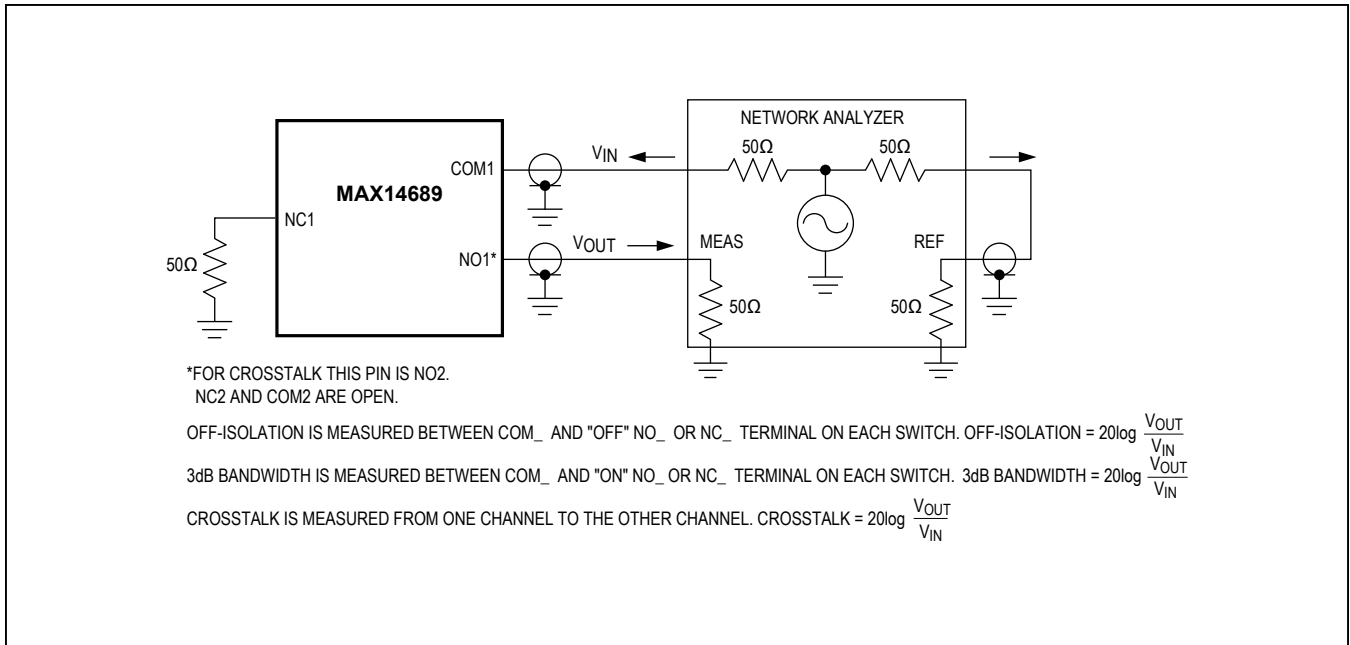 NETWORK ANALYZER
50Ω
50Ω
VIN
COM1
MAX14689
NC1
VOUT
MEAS
REF
NO1*
50Ω
50Ω
50Ω
*FOR CROSSTALK THIS PIN IS NO2.
NC2 AND COM2 ARE OPEN.
OFF-ISOLATION IS MEASURED BETWEEN COM_ AND "OFF" NO_ OR NC_ TERMINAL ON EACH SWITCH. OFF-ISOLATION = 20log VOUT/VIN
3dB BANDWIDTH IS MEASURED BETWEEN COM_ AND "ON" NO_ OR NC_ TERMINAL ON EACH SWITCH. 3dB BANDWIDTH = 20log VOUT/VIN
CROSSTALK IS MEASURED FROM ONE CHANNEL TO THE OTHER CHANNEL. CROSSTALK = 20log VOUT/VIN